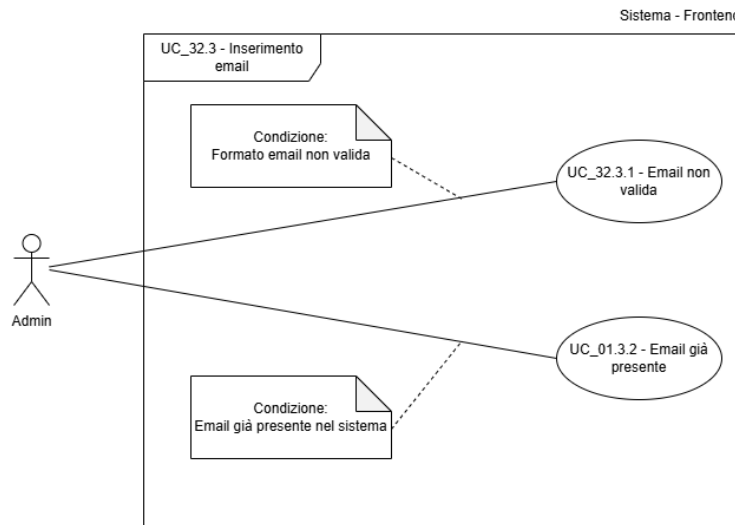 Sistema - Frontend
UC_32.3 - Inserimento
email
Condizione:
Formato email non valida
UC_32.3.1 - Email non
valida
Admin
UC_01.3.2 - Email già
presente
Condizione:
Email già presente nel sistema